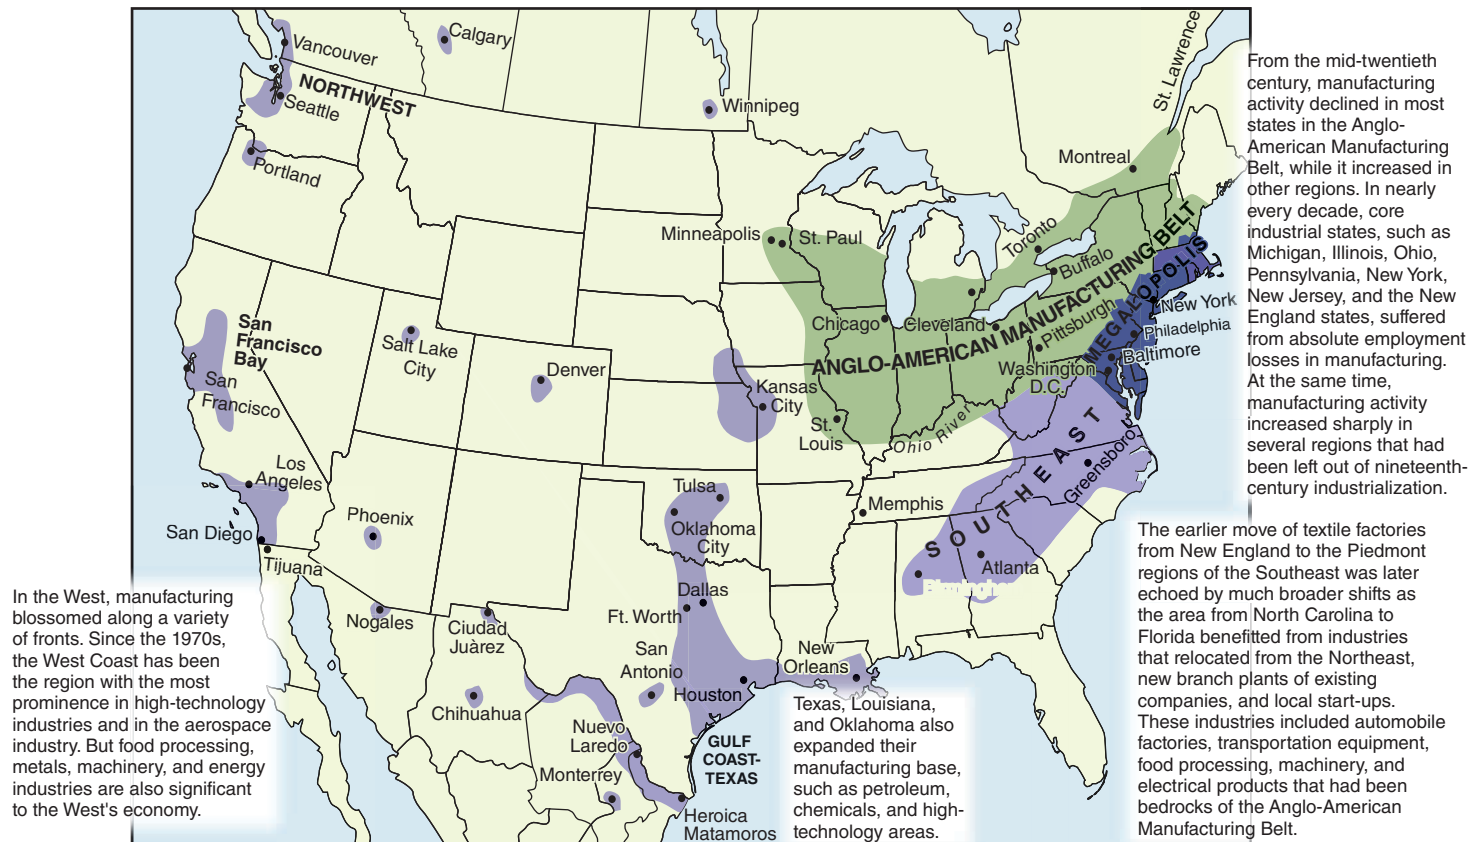 Vancouver
Calgary
NORTHWEST
Seattle
Winnipeg
Portland
St. Lawrence
Montreal
Minneapolis
St. Paul
Toronto
Buffalo
ANGLO-AMERICAN MANUFACTURING BELT
MEGALOPOLIS
San
Francisco
Bay
San
Francisco
Salt Lake
City
Denver
Kansas
City
Chicago
Cleveland
Pittsburgh
New York
Philadelphia
Baltimore
Washington
D.C.
St.
Louis
Ohio River
SOUTHEAST
Greensboro
Los
Angeles
San Diego
Tijuana
Phoenix
Tulsa
Oklahoma
City
Memphis
Atlanta
Dallas
Ft. Worth
Nogales
Ciudad
Juàrez
San
Antonio
Houston
New
Orleans
Chihuahua
Nuevo
Laredo
Monterrey
GULF
COAST-
TEXAS
Heroica
Matamoros
From the mid-twentieth
century, manufacturing
activity declined in most
states in the Anglo-
American Manufacturing
Belt, while it increased in
other regions. In nearly
every decade, core
industrial states, such as
Michigan, Illinois, Ohio,
Pennsylvania, New York,
New Jersey, and the New
England states, suffered
from absolute employment
losses in manufacturing.
At the same time,
manufacturing activity
increased sharply in
several regions that had
been left out of nineteenth-
century industrialization.
The earlier move of textile factories
from New England to the Piedmont
regions of the Southeast was later
echoed by much broader shifts as
the area from North Carolina to
Florida benefitted from industries
that relocated from the Northeast,
new branch plants of existing
companies, and local start-ups.
These industries included automobile
factories, transportation equipment,
food processing, machinery, and
electrical products that had been
bedrocks of the Anglo-American
Manufacturing Belt.
In the West, manufacturing
blossomed along a variety
of fronts. Since the 1970s,
the West Coast has been
the region with the most
prominence in high-technology
industries and in the aerospace
industry. But food processing,
metals, machinery, and energy
industries are also significant
to the West's economy.
Texas, Louisiana,
and Oklahoma also
expanded their
manufacturing base,
such as petroleum,
chemicals, and high-
technology areas.